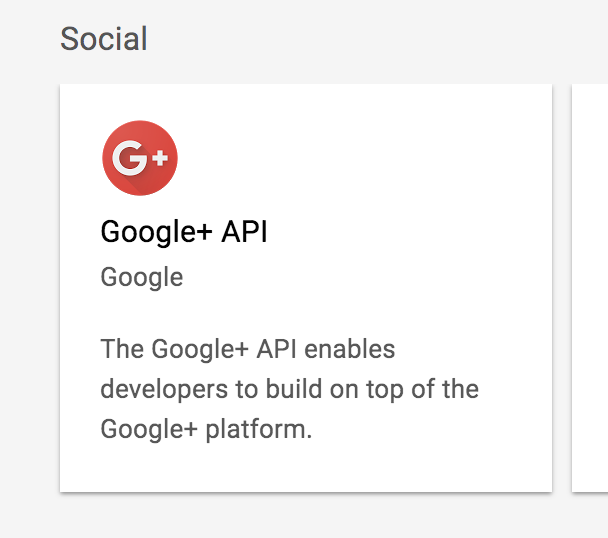 Social
G+
Google+ API
Google
The Google+ API enables
developers to build on top of the
Google+ platform.